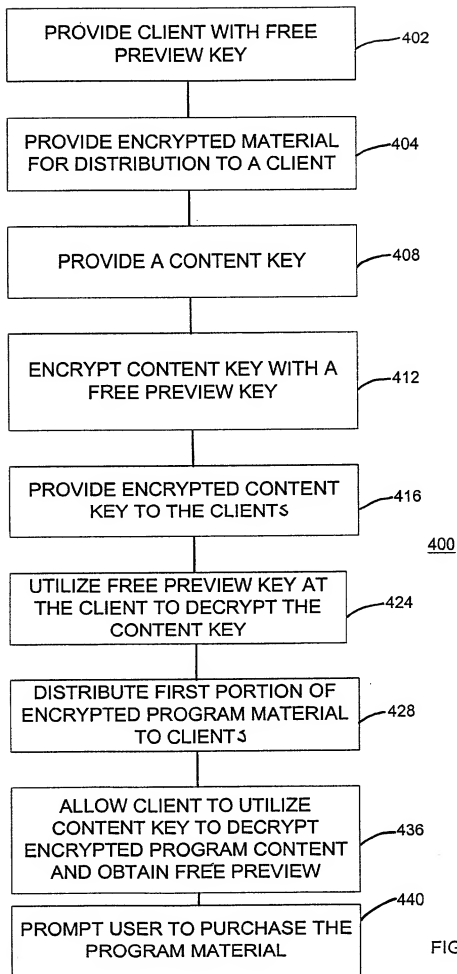 PROVIDE CLIENT WITH FREE
PREVIEW KEY
402
PROVIDE ENCRYPTED MATERIAL
FOR DISTRIBUTION TO A CLIENT
404
PROVIDE A CONTENT KEY
408
ENCRYPT CONTENT KEY WITH A
FREE PREVIEW KEY
412
PROVIDE ENCRYPTED CONTENT
KEY TO THE CLIENTS
416
400
UTILIZE FREE PREVIEW KEY AT
THE CLIENT TO DECRYPT THE
CONTENT KEY
424
DISTRIBUTE FIRST PORTION OF
ENCRYPTED PROGRAM MATERIAL
TO CLIENTS
428
ALLOW CLIENT TO UTILIZE
CONTENT KEY TO DECRYPT
ENCRYPTED PROGRAM CONTENT
AND OBTAIN FREE PREVIEW
436
440
PROMPT USER TO PURCHASE THE
PROGRAM MATERIAL
FIG